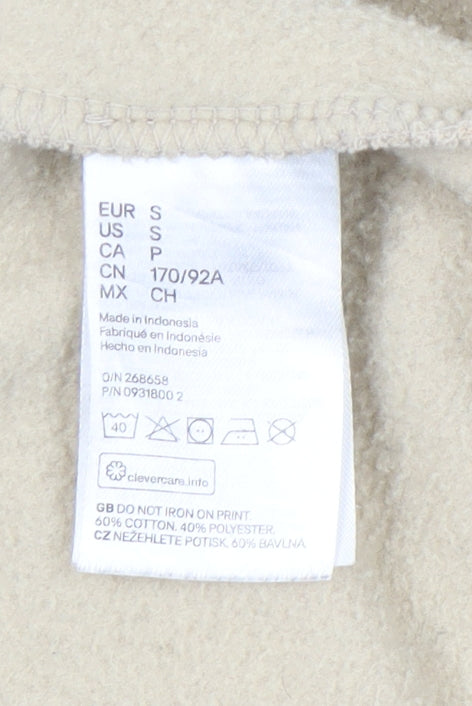 EUR S
US S
CA P
CN 170/92A
MX CH
Made in Indonesia
Fabriqué en Indonésie
Hecho en Indonesia
O/N 268658
P/N 0931800 2
40
clevercare.info
GB DO NOT IRON ON PRINT
60% COTTON, 40% POLYESTER,
CZ NEŽEHLETE POTISK, 60% BAVLNA,